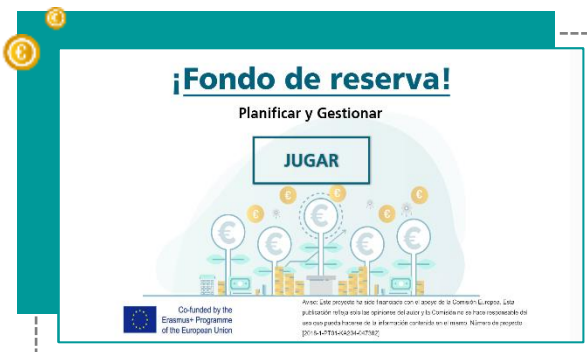 ¡Fondo de reserva!
Planificar y Gestionar
JUGAR
Co-funded by the
Erasmus+ Programme
of the European Union
Aviso: Este proyecto ha sido financiado con el apoyo de la Comisión Europea. Esta
publicación refleja solo las opiniones del autor y la Comisión no se hace responsable del
uso que pueda hacerse de la información contenida en el mismo. Número de proyecto